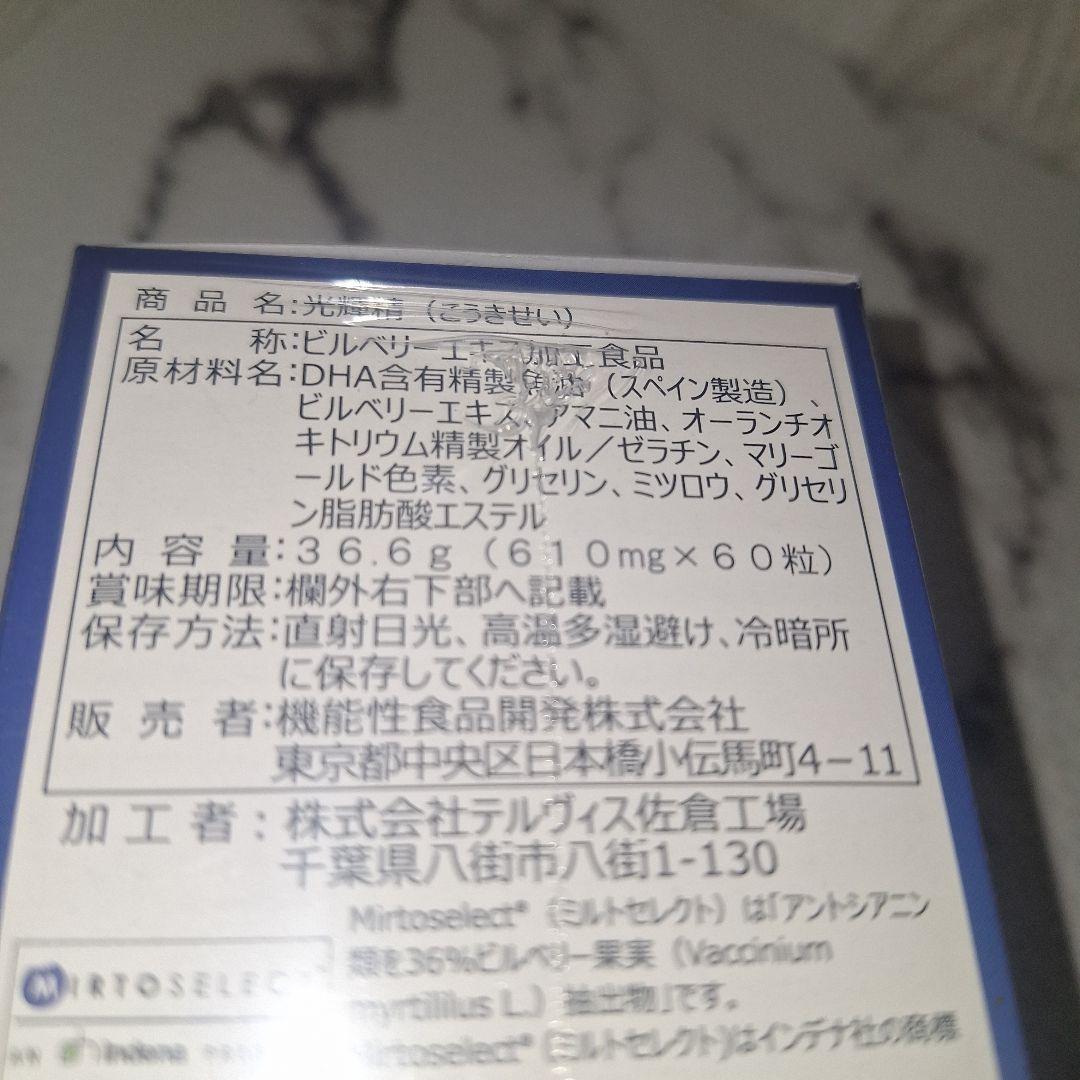 商品名:光輝精（こうきせい）
名称:ビルベリーエキス加工食品
原材料名:DHA含有精製魚油（スペイン製造）、
ビルベリーエキス、アマニ油、オーランチオ
キトリウム精製オイル／ゼラチン、マリーゴ
ールド色素、グリセリン、ミツロウ、グリセリ
ン脂肪酸エステル
内容量:３６.６ｇ（６１０㎎×６０粒）
賞味期限:欄外右下部へ記載
保存方法:直射日光、高温多湿避け、冷暗所
に保存してください。
販売者:機能性食品開発株式会社
東京都中央区日本橋小伝馬町4−11
加工者:株式会社テルヴィス佐倉工場
千葉県八街市八街1-130
Mirtoselect®（ミルトセレクト）は「アントシアニン
類を36%ビルベリー果実（Vaccinium
myrtillus L.）抽出物」です。
Mirtoselect®（ミルトセレクト)はインデナ社の商標
MIRTOSELECT
Indena